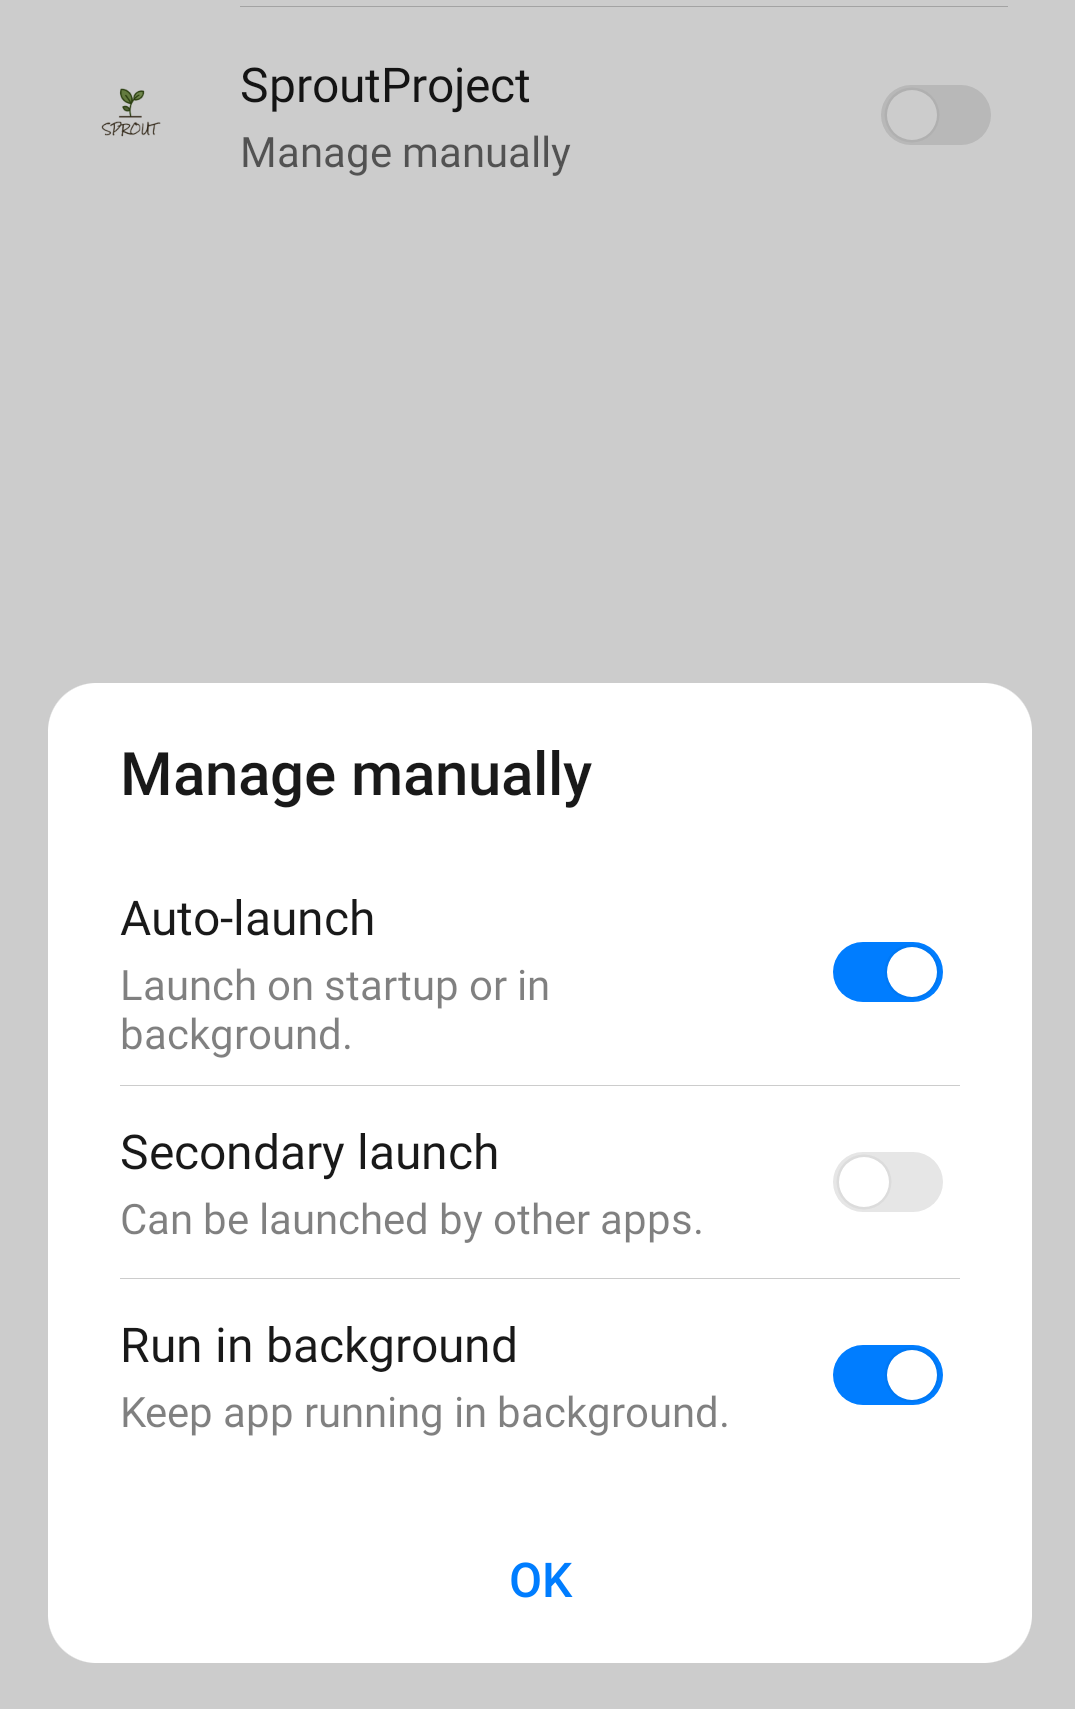 SproutProject
SPROUT
Manage manually
Manage manually
Auto-launch
Launch on startup or in
background.
Secondary launch
Can be launched by other apps.
Run in background
Keep app running in background.
OK